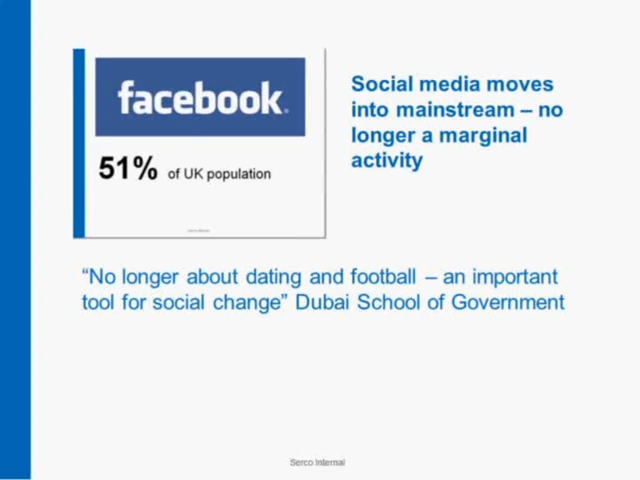 facebook.
51% of UK population
Social media moves
into mainstream – no
longer a marginal
activity
“No longer about dating and football – an important
tool for social change” Dubai School of Government
Serco Internal